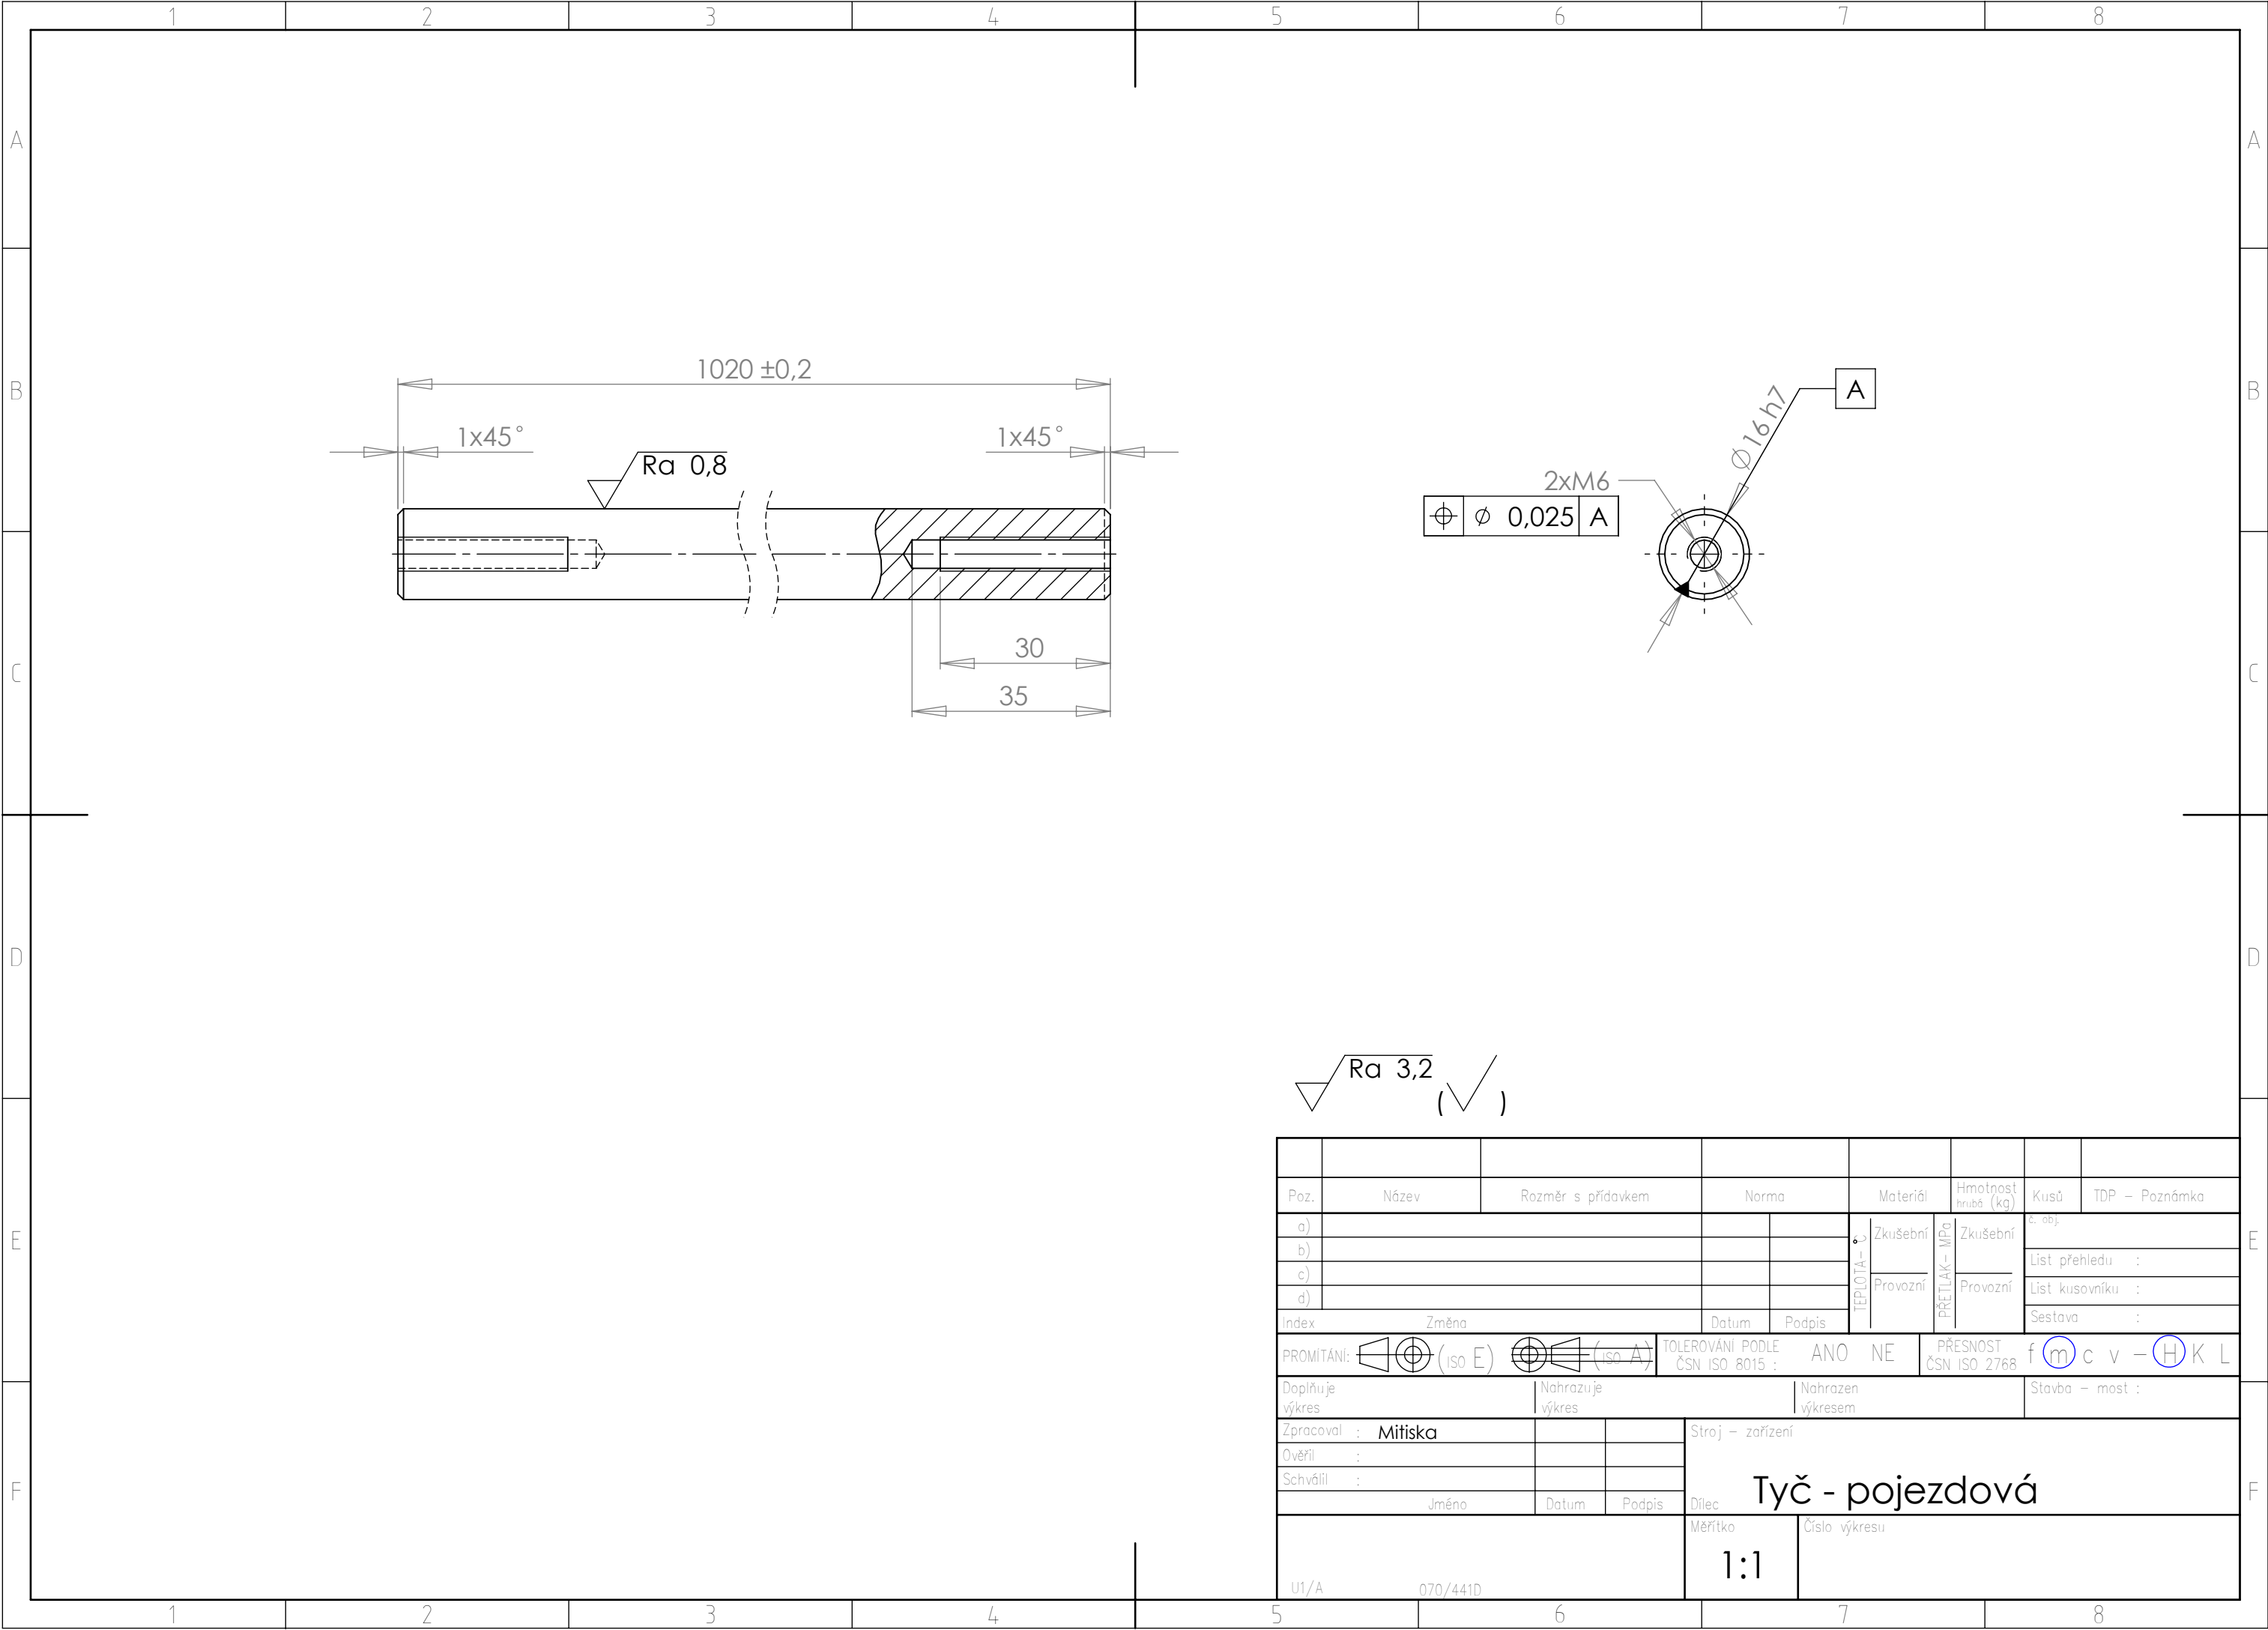 1 2 3 4 5 6 7 8
A A
B B
C C
D D
E E
F F
1020 ±0,2
1x45°
1x45°
Ra 0,8
30
35
A
Ø 16 h7
2xM6
⌖ Ø 0,025 A
Ra 3,2
( )
Poz. Název Rozměr s přídavkem Norma Materiál Hmotnost hrubá (kg) Kusů TDP - Poznámka
a)
b)
c)
d)
Index Změna Datum Podpis
TEPLOTA - °C
Zkušební
Provozní
PŘETLAK - MPa
Zkušební
Provozní
č. obj.
List přehledu :
List kusovníku :
Sestava :
PROMÍTÁNÍ: (ISO E) (ISO A)
TOLEROVÁNÍ PODLE
ČSN ISO 8015 : ANO NE
PŘESNOST
ČSN ISO 2768 f m c v - H K L
Doplňuje
výkres
Nahrazuje
výkres
Nahrazen
výkresem
Stavba - most :
Zpracoval : Mitiska
Ověřil :
Schválil :
Jméno Datum Podpis
Stroj - zařízení
Dílec Tyč - pojezdová
Měřítko
1:1
Číslo výkresu
U1/A 070/441D
1 2 3 4 5 6 7 8